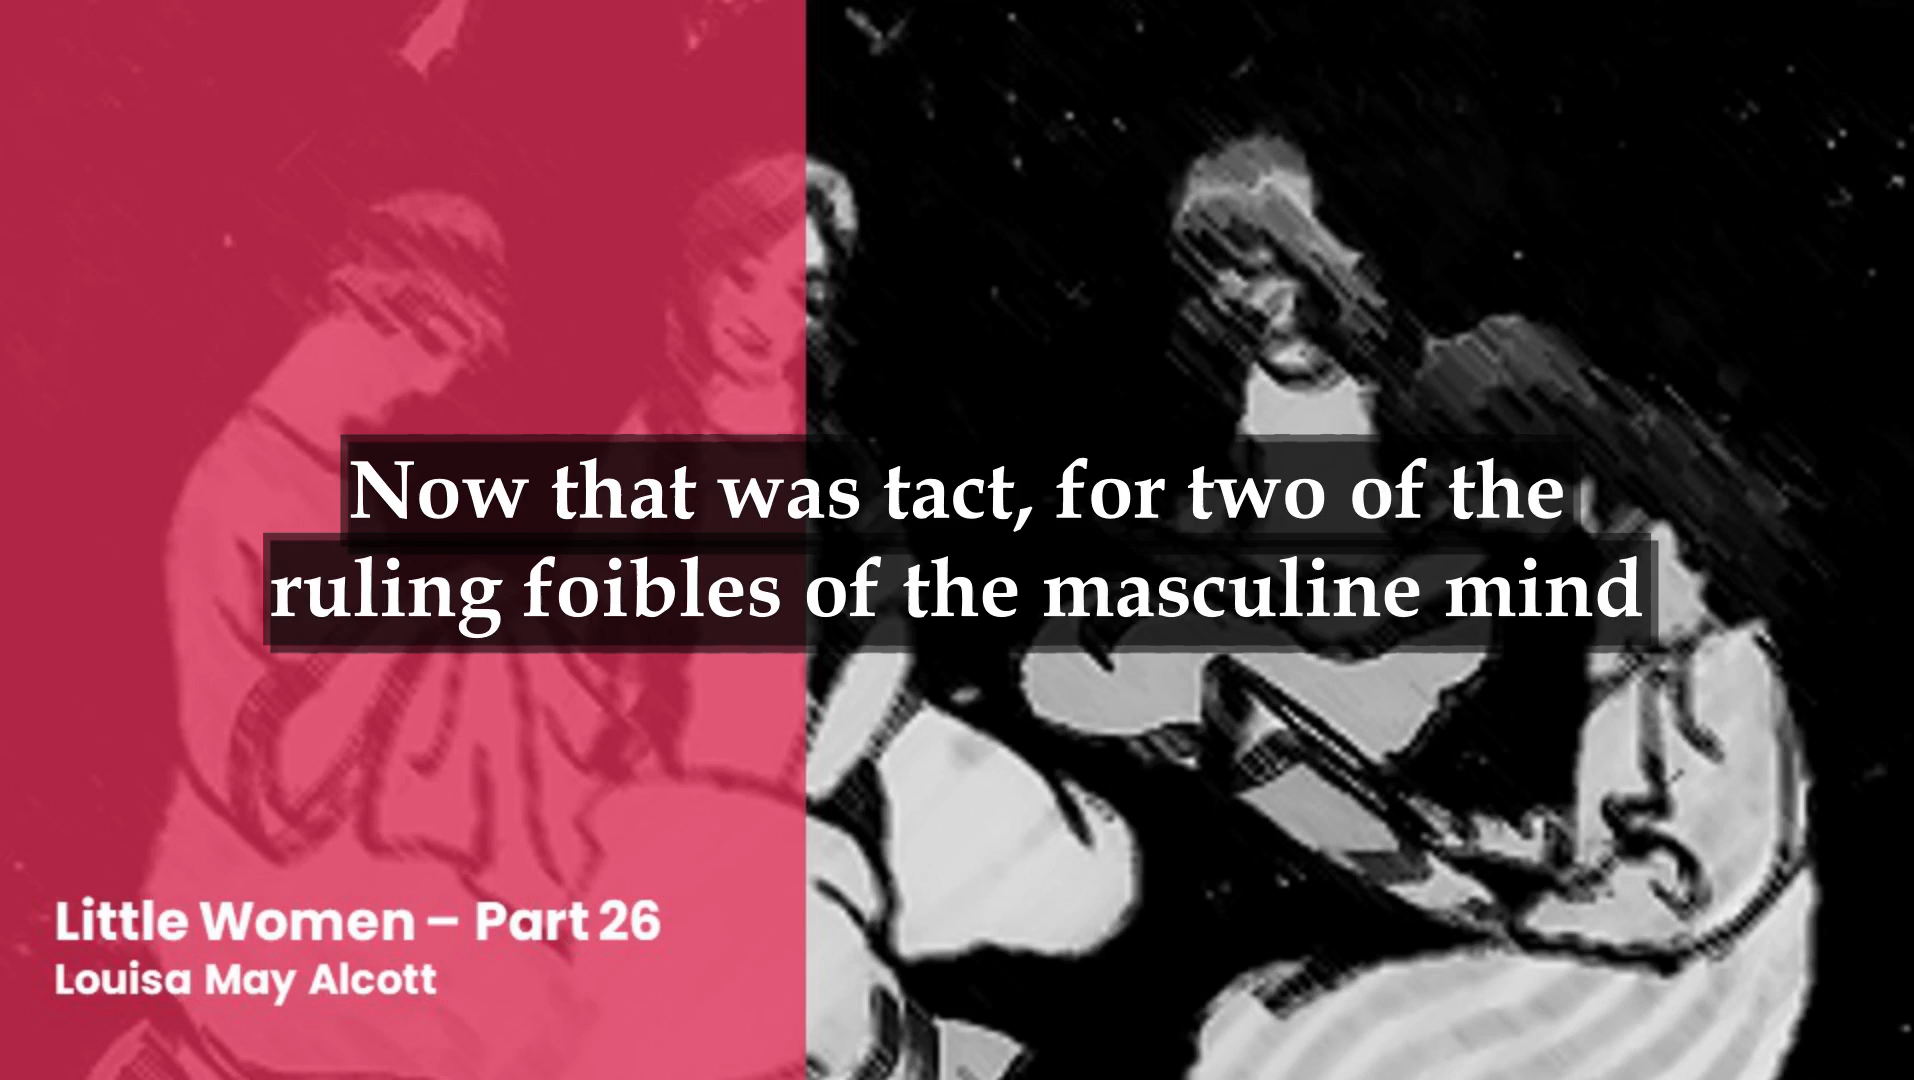 Now that was tact, for two of the
ruling foibles of the masculine mind
Little Women – Part 26
Louisa May Alcott